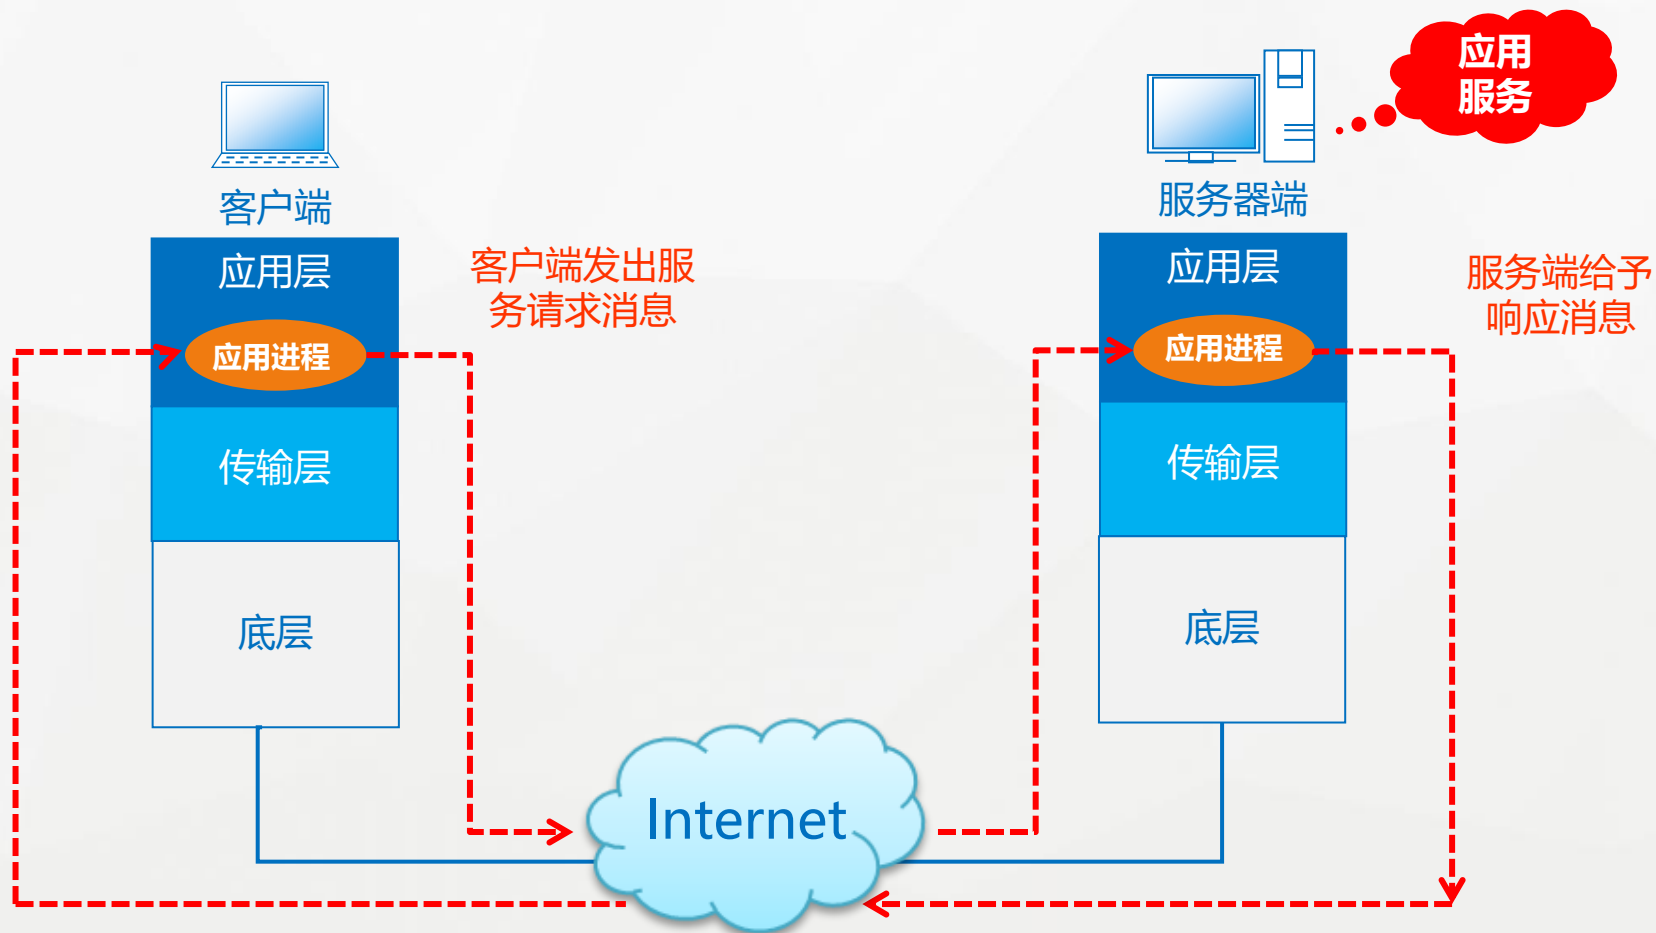 应用
服务
客户端
服务器端
应用层
客户端发出服
务请求消息
应用层
服务端给予
响应消息
应用进程
应用进程
传输层
传输层
底层
底层
Internet